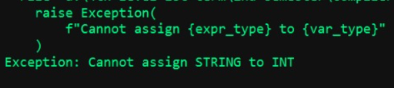 raise Exception(
f"Cannot assign {expr_type} to {var_type}"
)
Exception: Cannot assign STRING to INT